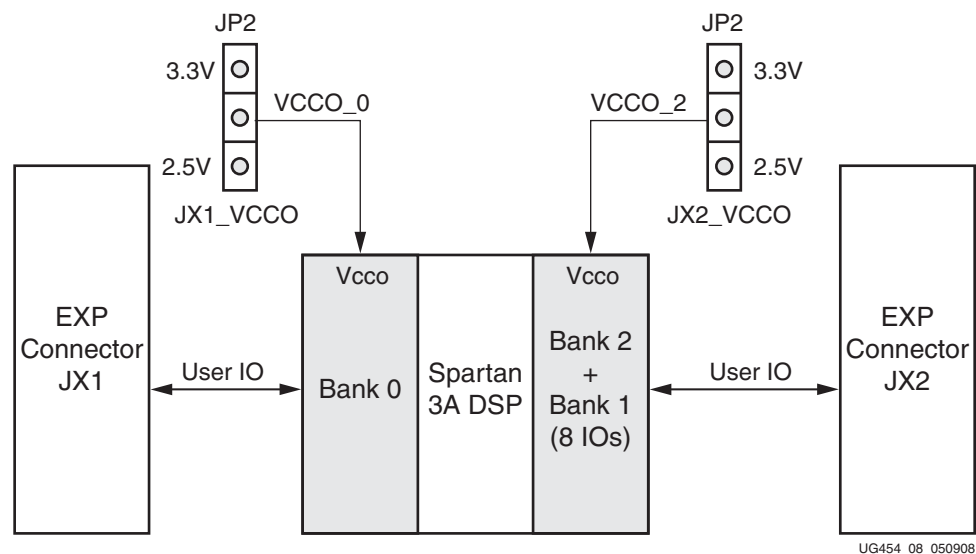 JP2
JP2
3.3V
3.3V
VCCO_0
VCCO_2
2.5V
2.5V
JX1_VCCO
JX2_VCCO
Vcco
Vcco
EXP
Connector
JX1
User IO
Bank 0
Spartan
3A DSP
Bank 2
+
Bank 1
(8 IOs)
User IO
EXP
Connector
JX2
UG454_08_050908